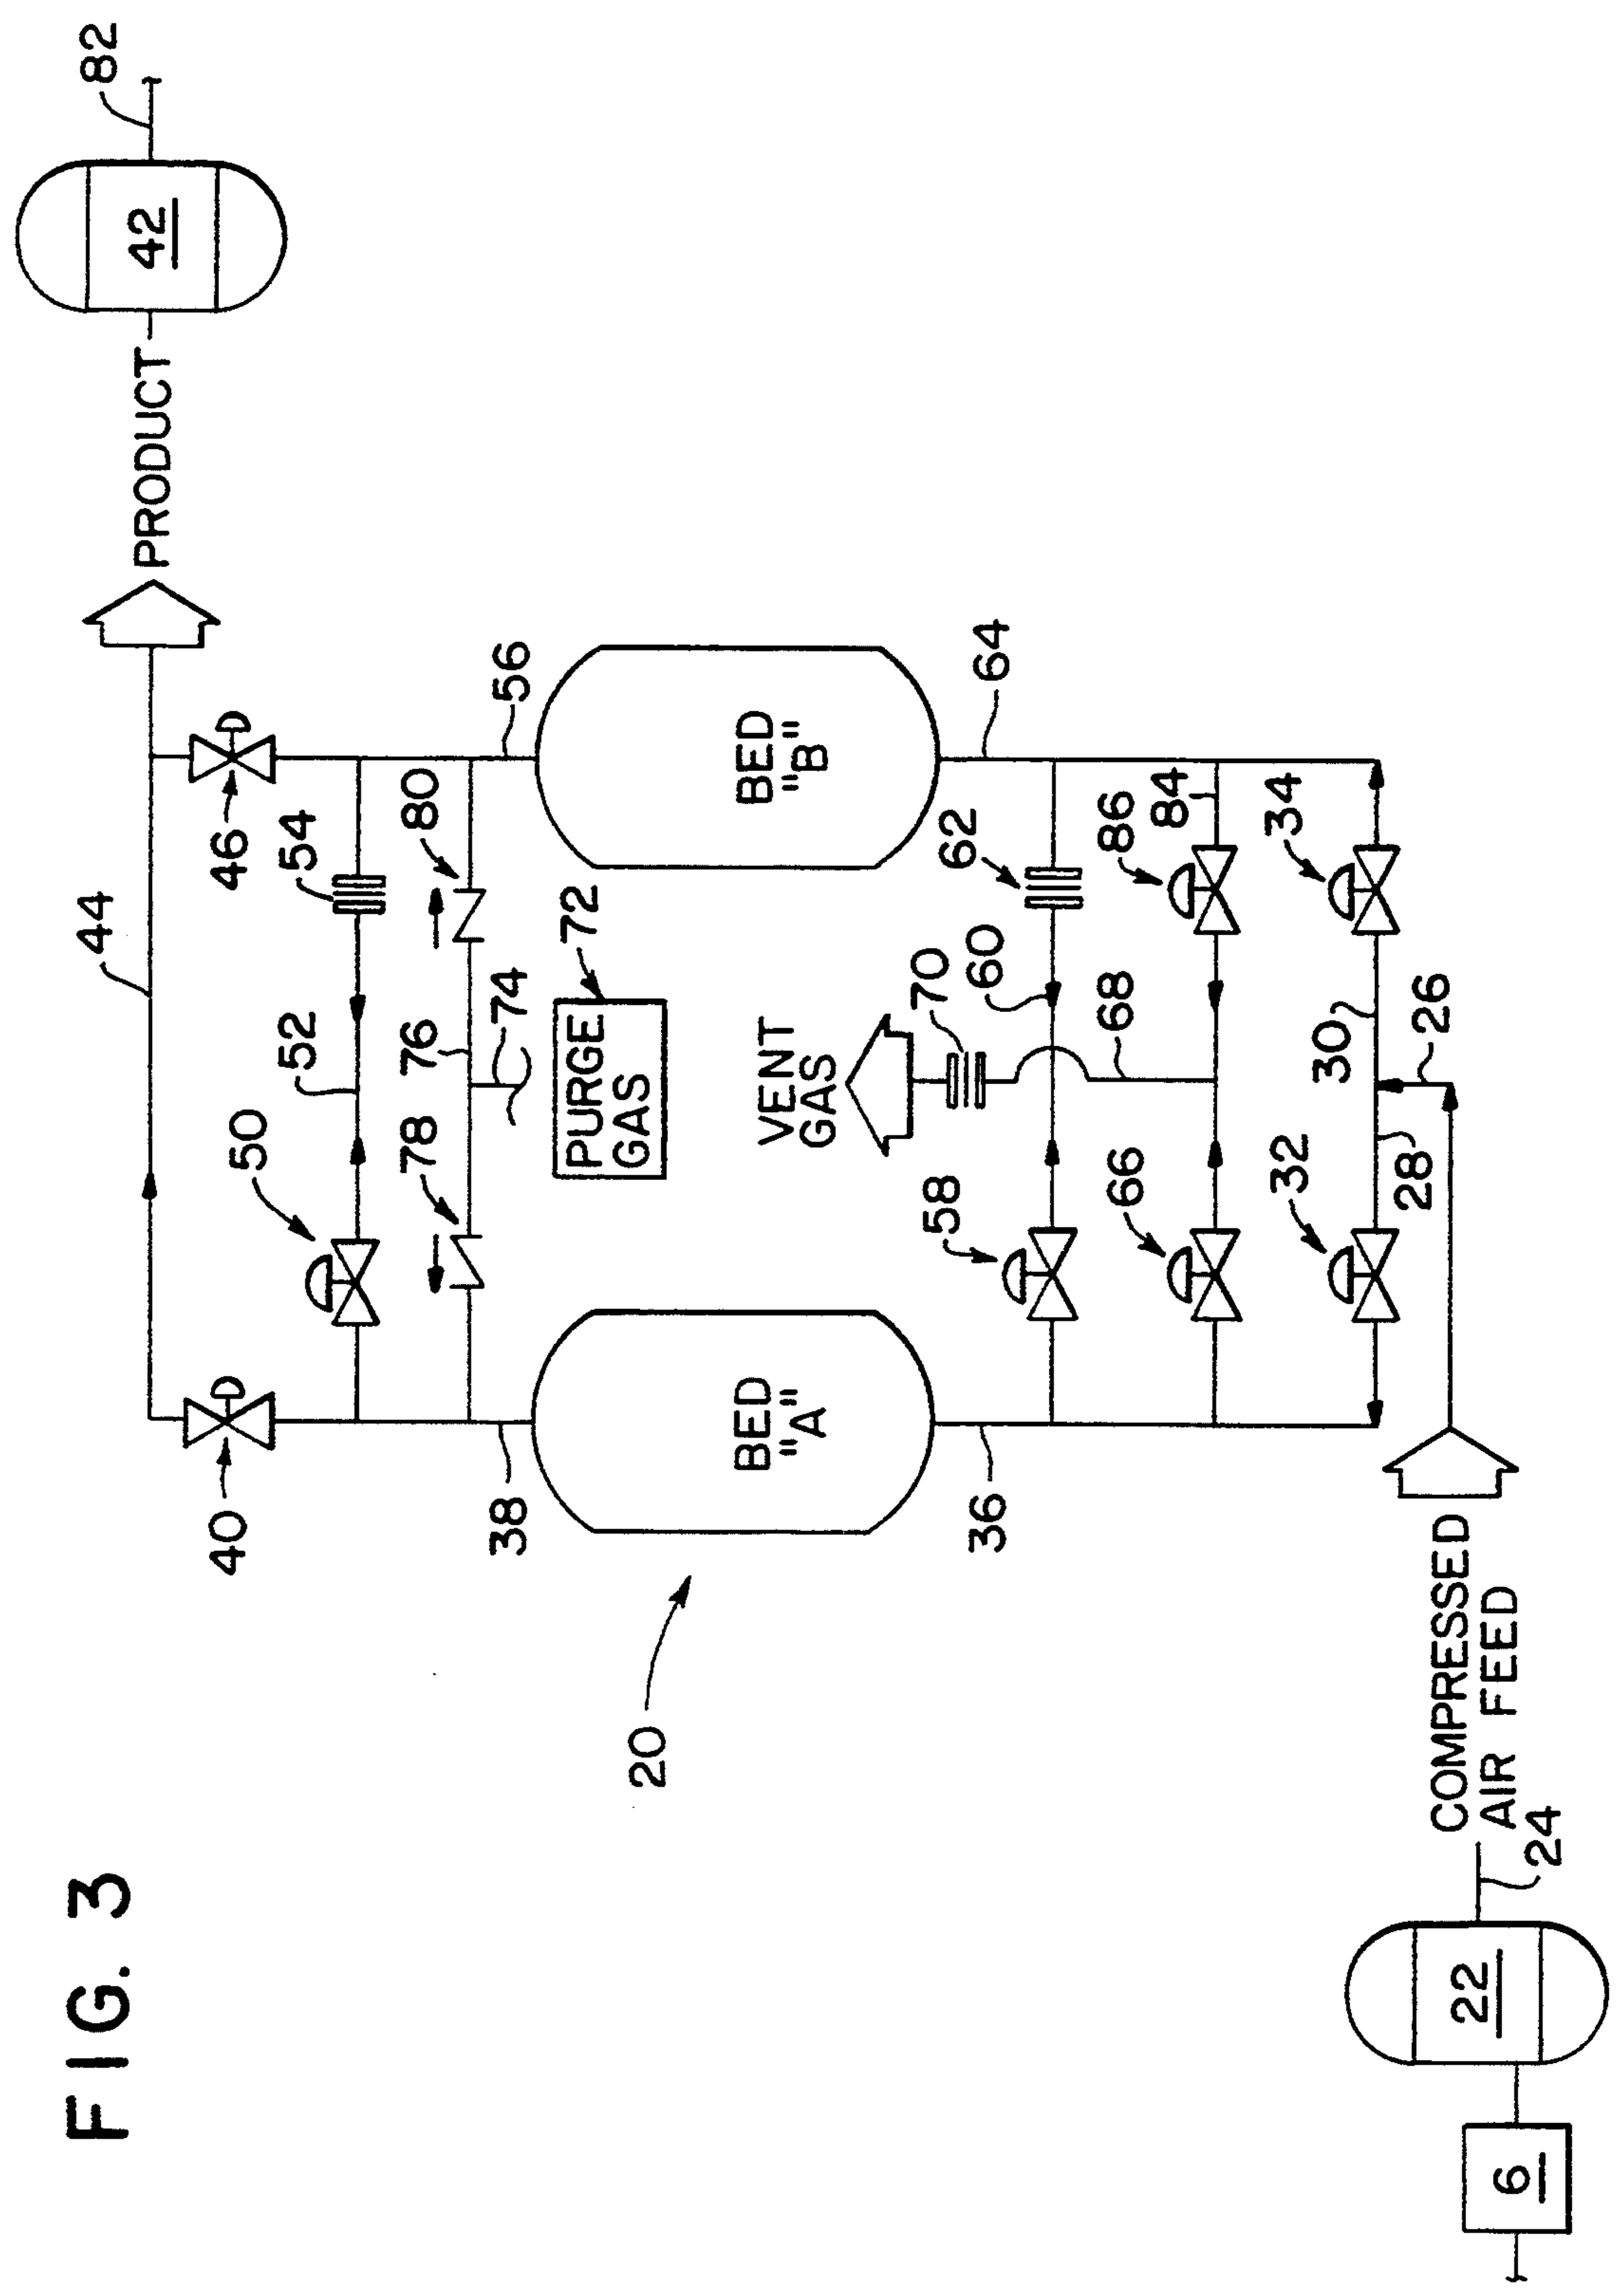 FIG. 3
82
42
PRODUCT
44
46
40
54
52
50
80
76
78
74
56
38
72
PURGE
GAS
BED
"B"
BED
"A"
20
64
36
62
60
70
VENT
GAS
58
68
86
84
66
34
30
32
28
26
COMPRESSED
AIR FEED
24
22
6